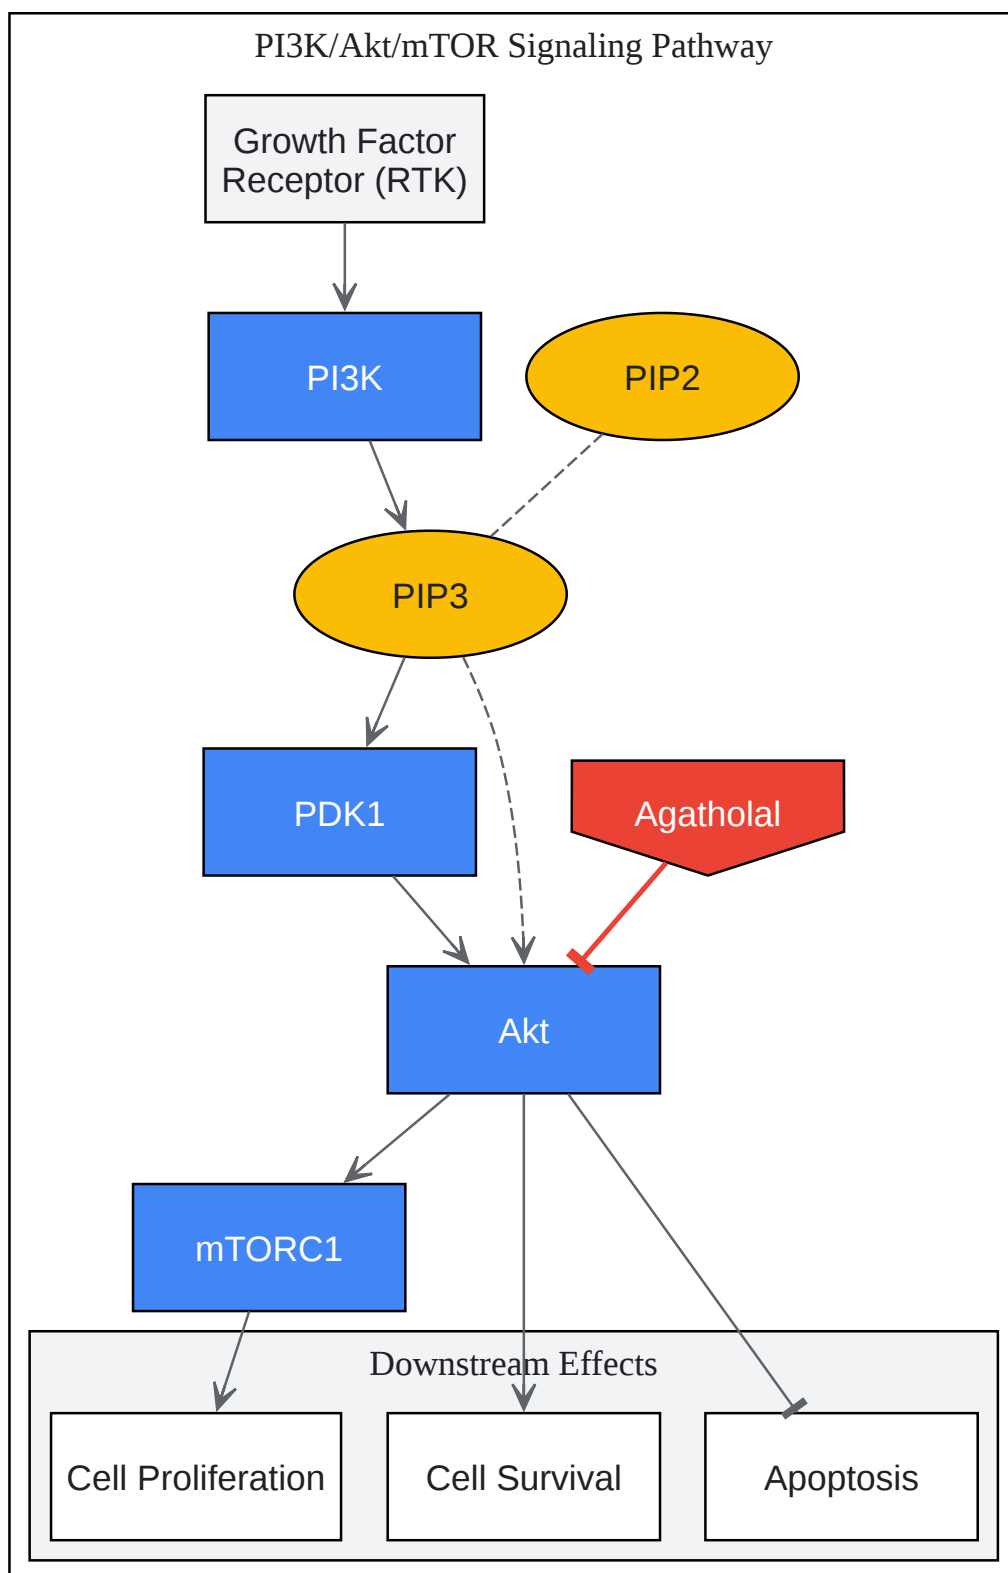 PI3K/Akt/mTOR Signaling Pathway
Growth Factor
Receptor (RTK)
PI3K
PIP2
PIP3
PDK1
Agatholal
Akt
mTORC1
Downstream Effects
Cell Proliferation
Cell Survival
Apoptosis